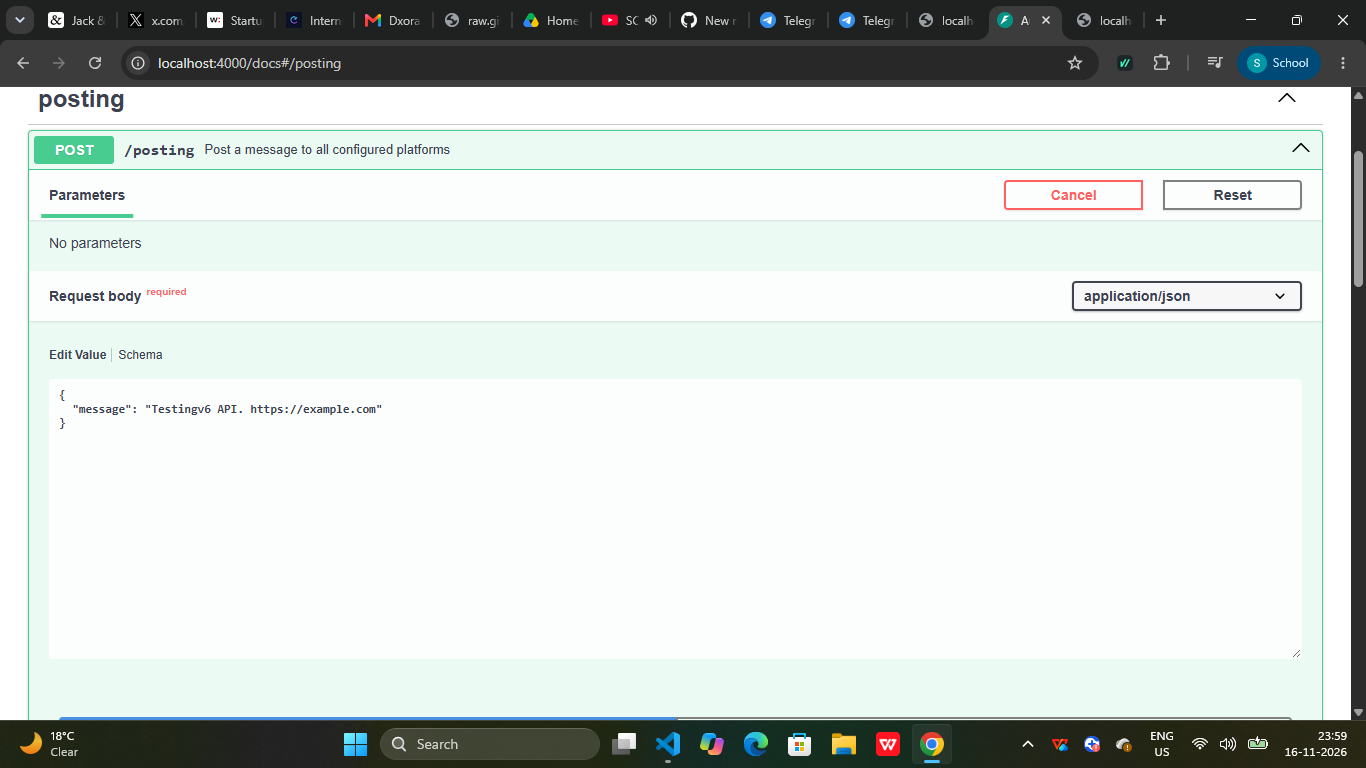 Jack &
x.com
w:
Startu
Intern
Dxora
raw.gi
Home
SC
New r
Telegr
Telegr
localh
A
localh
localhost:4000/docs#/posting
S School
posting
POST /posting Post a message to all configured platforms
Parameters
Cancel
Reset
No parameters
Request body required
application/json
Edit Value | Schema
{
"message": "Testingv6 API. https://example.com"
}
18°C
Clear
Search
ENG
US
23:59
16-11-2026